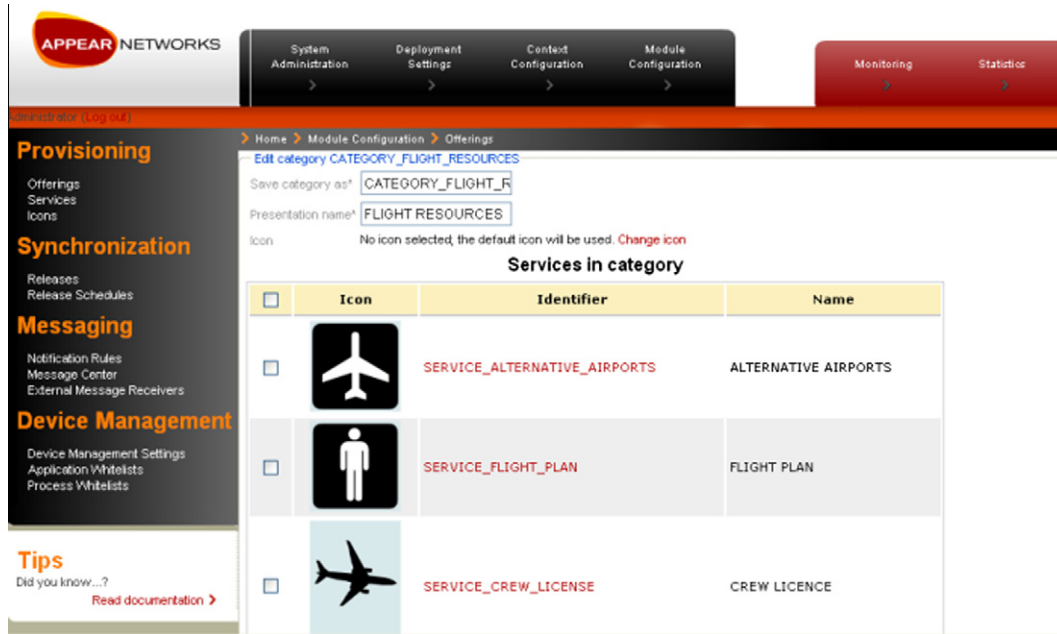 APPEAR NETWORKS
System Administration
Deployment Settings
Context Configuration
Module Configuration
Monitoring
Statistics
Administrator (Log out)
Home > Module Configuration > Offerings
Provisioning
Offerings
Services
Icons
Synchronization
Releases
Release Schedules
Messaging
Notification Rules
Message Center
External Message Receivers
Device Management
Device Management Settings
Application Whitelists
Process Whitelists
Tips
Did you know...?
Read documentation >
Edit category CATEGORY_FLIGHT_RESOURCES
Save category as* CATEGORY_FLIGHT_R
Presentation name* FLIGHT RESOURCES
Icon No icon selected, the default icon will be used. Change icon
Services in category
Icon Identifier Name
SERVICE_ALTERNATIVE_AIRPORTS ALTERNATIVE AIRPORTS
SERVICE_FLIGHT_PLAN FLIGHT PLAN
SERVICE_CREW_LICENSE CREW LICENCE